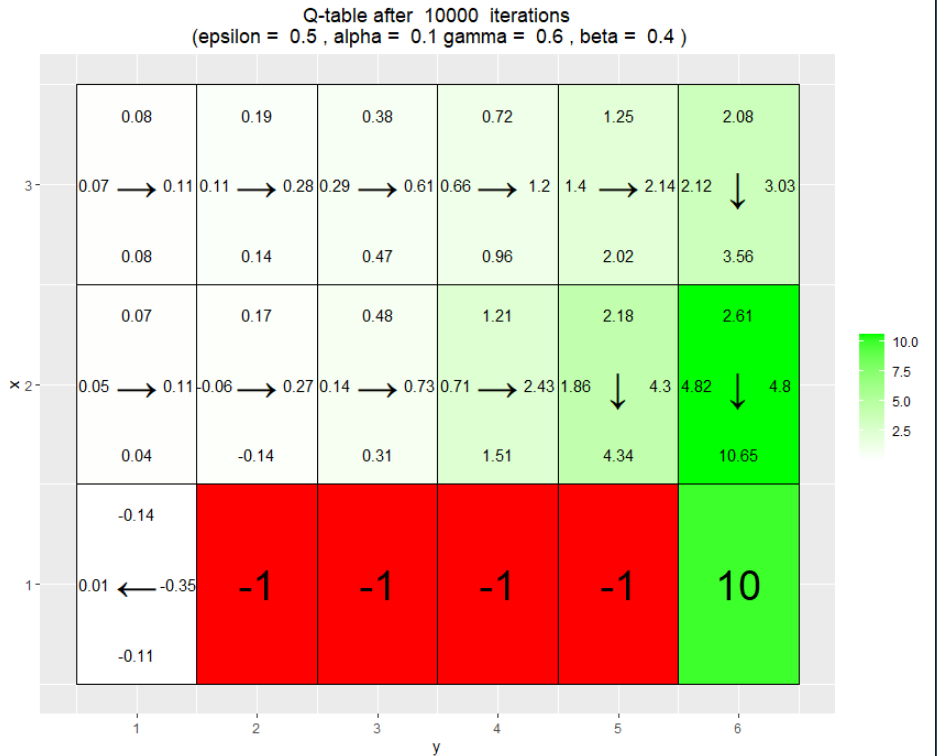 Q-table after 10000 iterations
(epsilon = 0.5 , alpha = 0.1 gamma = 0.6 , beta = 0.4 )
0.08 0.19 0.38 0.72 1.25 2.08
3 0.07 → 0.11 0.11 → 0.28 0.29 → 0.61 0.66 → 1.2 1.4 → 2.14 2.12 ↓ 3.03
0.08 0.14 0.47 0.96 2.02 3.56
0.07 0.17 0.48 1.21 2.18 2.61
x 2 0.05 → 0.11 -0.06 → 0.27 0.14 → 0.73 0.71 → 2.43 1.86 ↓ 4.3 4.82 ↓ 4.8
0.04 -0.14 0.31 1.51 4.34 10.65
-0.14
1 0.01 ← -0.35 -1 -1 -1 -1 10
-0.11
1 2 3 4 5 6
y
10.0
7.5
5.0
2.5